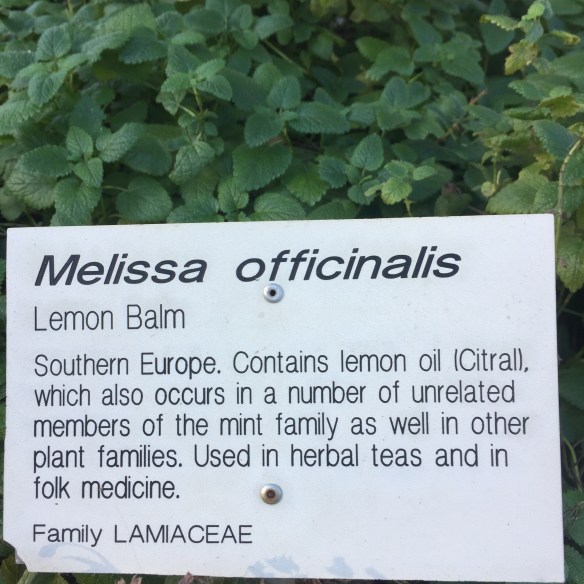 Melissa officinalis
Lemon Balm
Southern Europe. Contains lemon oil (Citral),
which also occurs in a number of unrelated
members of the mint family as well in other
plant families. Used in herbal teas and in
folk medicine.
Family LAMIACEAE